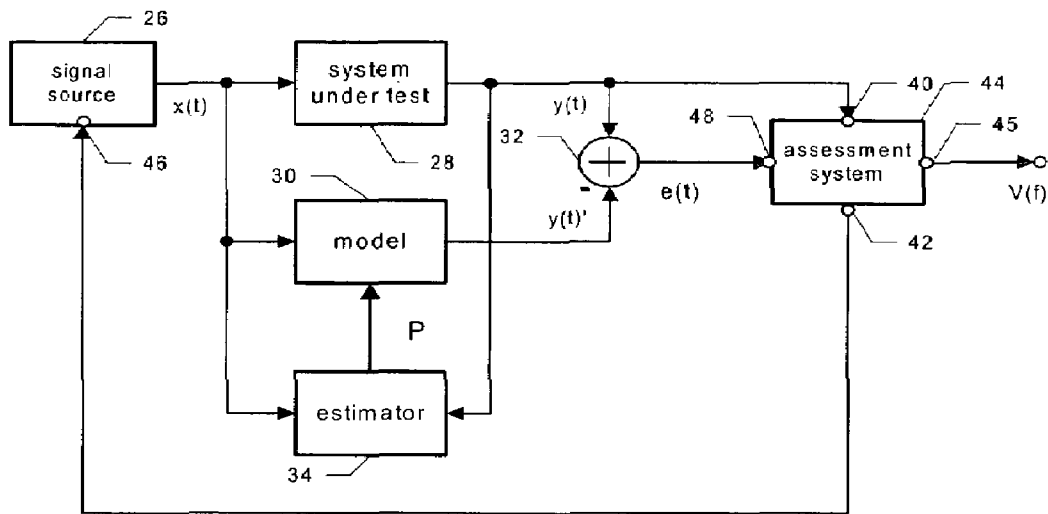 26
signal
source
x(t)
46
system
under test
28
30
model
P
estimator
34
y(t)
32
-
y(t)'
e(t)
48
40
44
45
assessment
system
42
V(f)